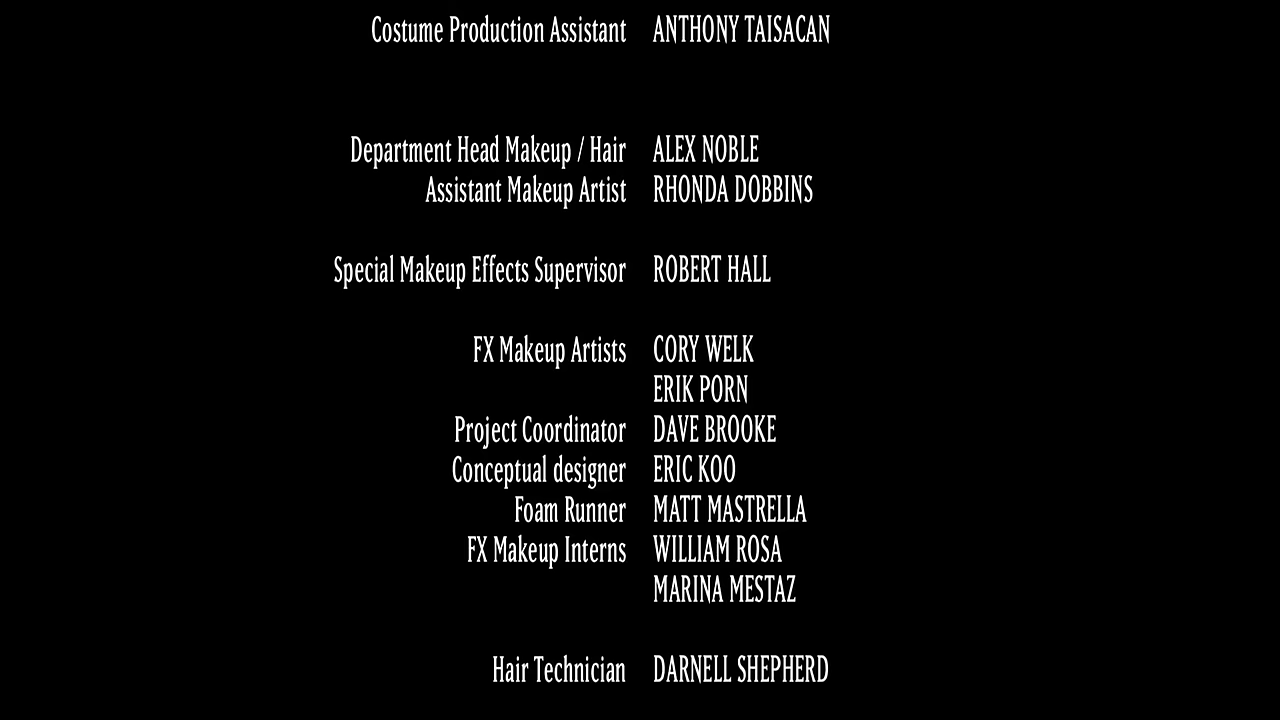 Costume Production Assistant ANTHONY TAISACAN
Department Head Makeup / Hair ALEX NOBLE
Assistant Makeup Artist RHONDA DOBBINS
Special Makeup Effects Supervisor ROBERT HALL
FX Makeup Artists CORY WELK
ERIK PORN
Project Coordinator DAVE BROOKE
Conceptual designer ERIC KOO
Foam Runner MATT MASTRELLA
FX Makeup Interns WILLIAM ROSA
MARINA MESTAZ
Hair Technician DARNELL SHEPHERD